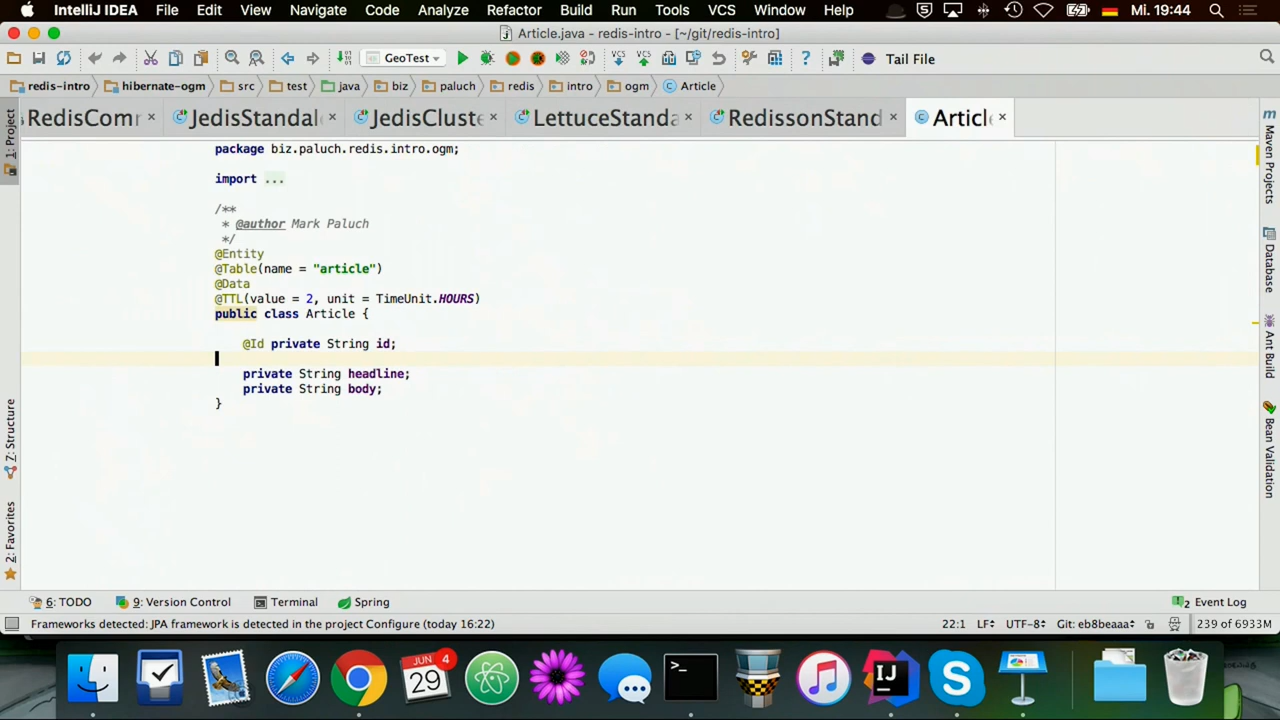 IntelliJ IDEA File Edit View Navigate Code Analyze Refactor Build Run Tools VCS Window Help Mi. 19:44
Article.java - redis-intro - [~/git/redis-intro]
GeoTest Tail File
redis-intro hibernate-ogm src test java biz paluch redis intro ogm Article
RedisComm JedisStandal JedisCluste LettuceStanda RedissonStand Articl
1: Project
Z: Structure
2: Favorites
package biz.paluch.redis.intro.ogm;
import ...
/**
* @author Mark Paluch
*/
@Entity
@Table(name = "article")
@Data
@TTL(value = 2, unit = TimeUnit.HOURS)
public class Article {
@Id private String id;
private String headline;
private String body;
}
Maven Projects
Database
Ant Build
Bean Validation
6: TODO 9: Version Control Terminal Spring 2 Event Log
Frameworks detected: JPA framework is detected in the project Configure (today 16:22) 22:1 LF UTF-8 Git: eb8beaaa 239 of 6933M
JUN 4
29
>_
IJ
S